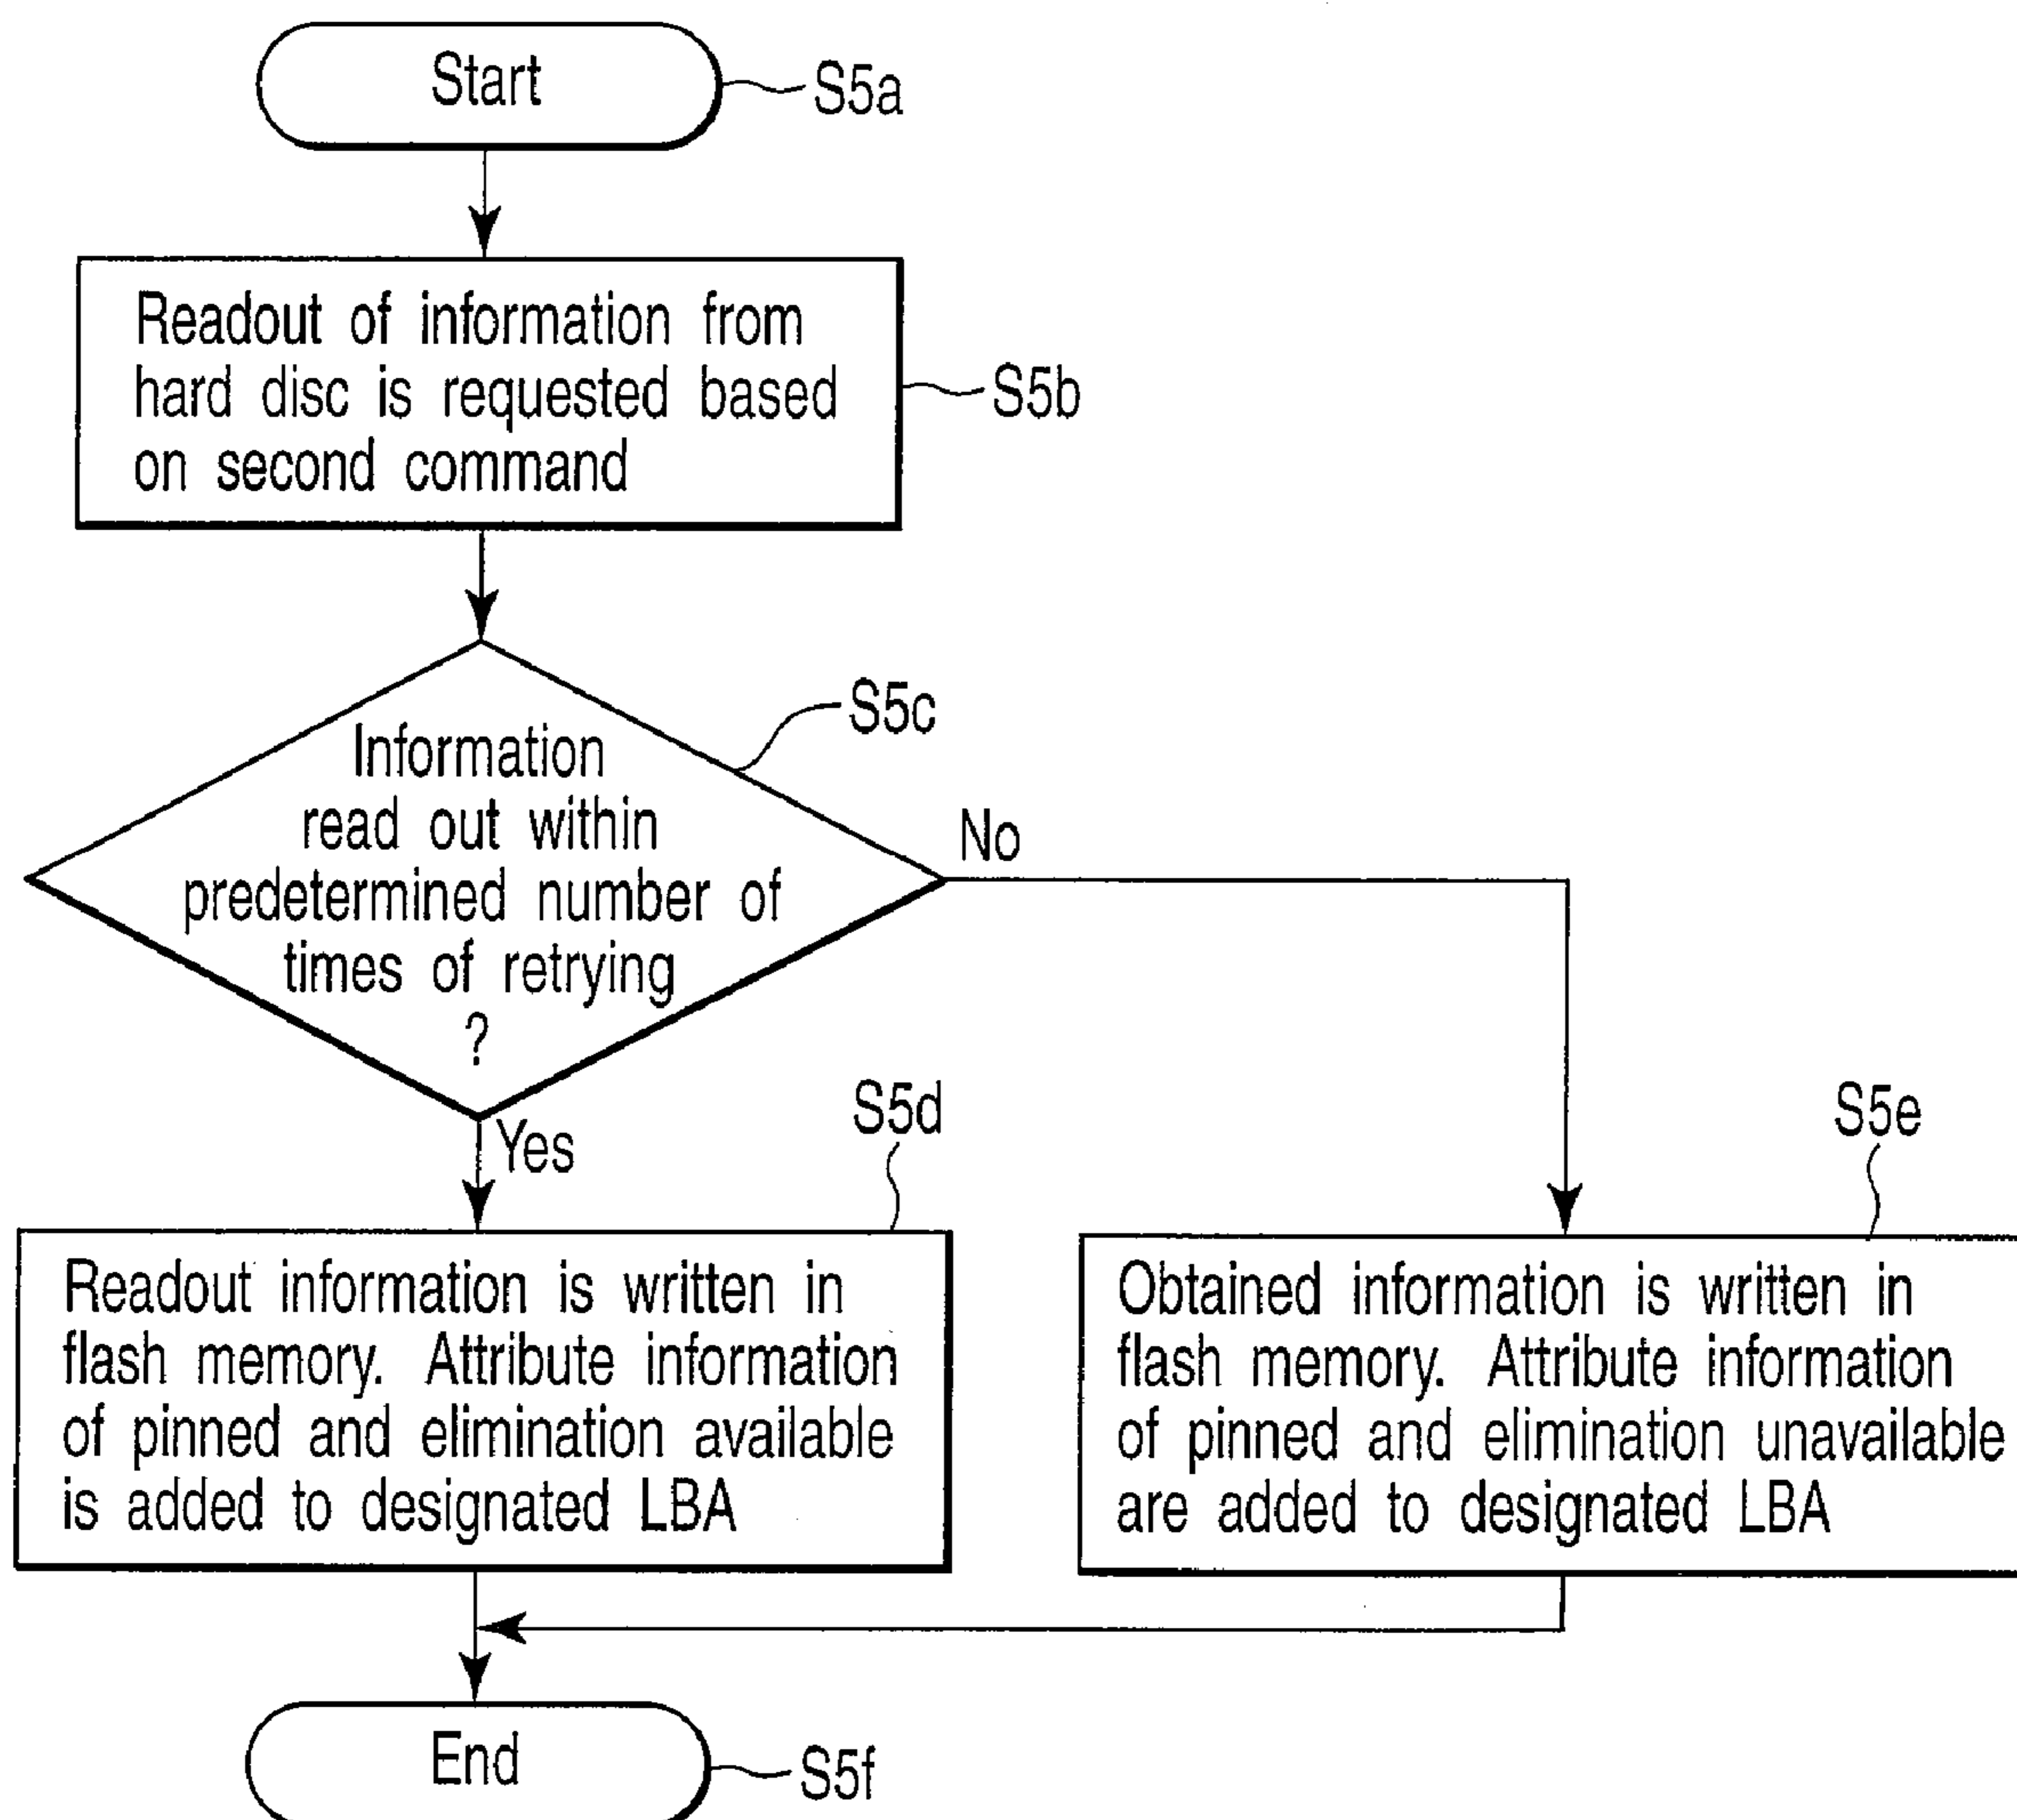 Start
S5a
Readout of information from
hard disc is requested based
on second command
S5b
S5c
Information
read out within
predetermined number of
times of retrying
?
No
Yes
S5d
Readout information is written in
flash memory. Attribute information
of pinned and elimination available
is added to designated LBA
S5e
Obtained information is written in
flash memory. Attribute information
of pinned and elimination unavailable
are added to designated LBA
End
S5f